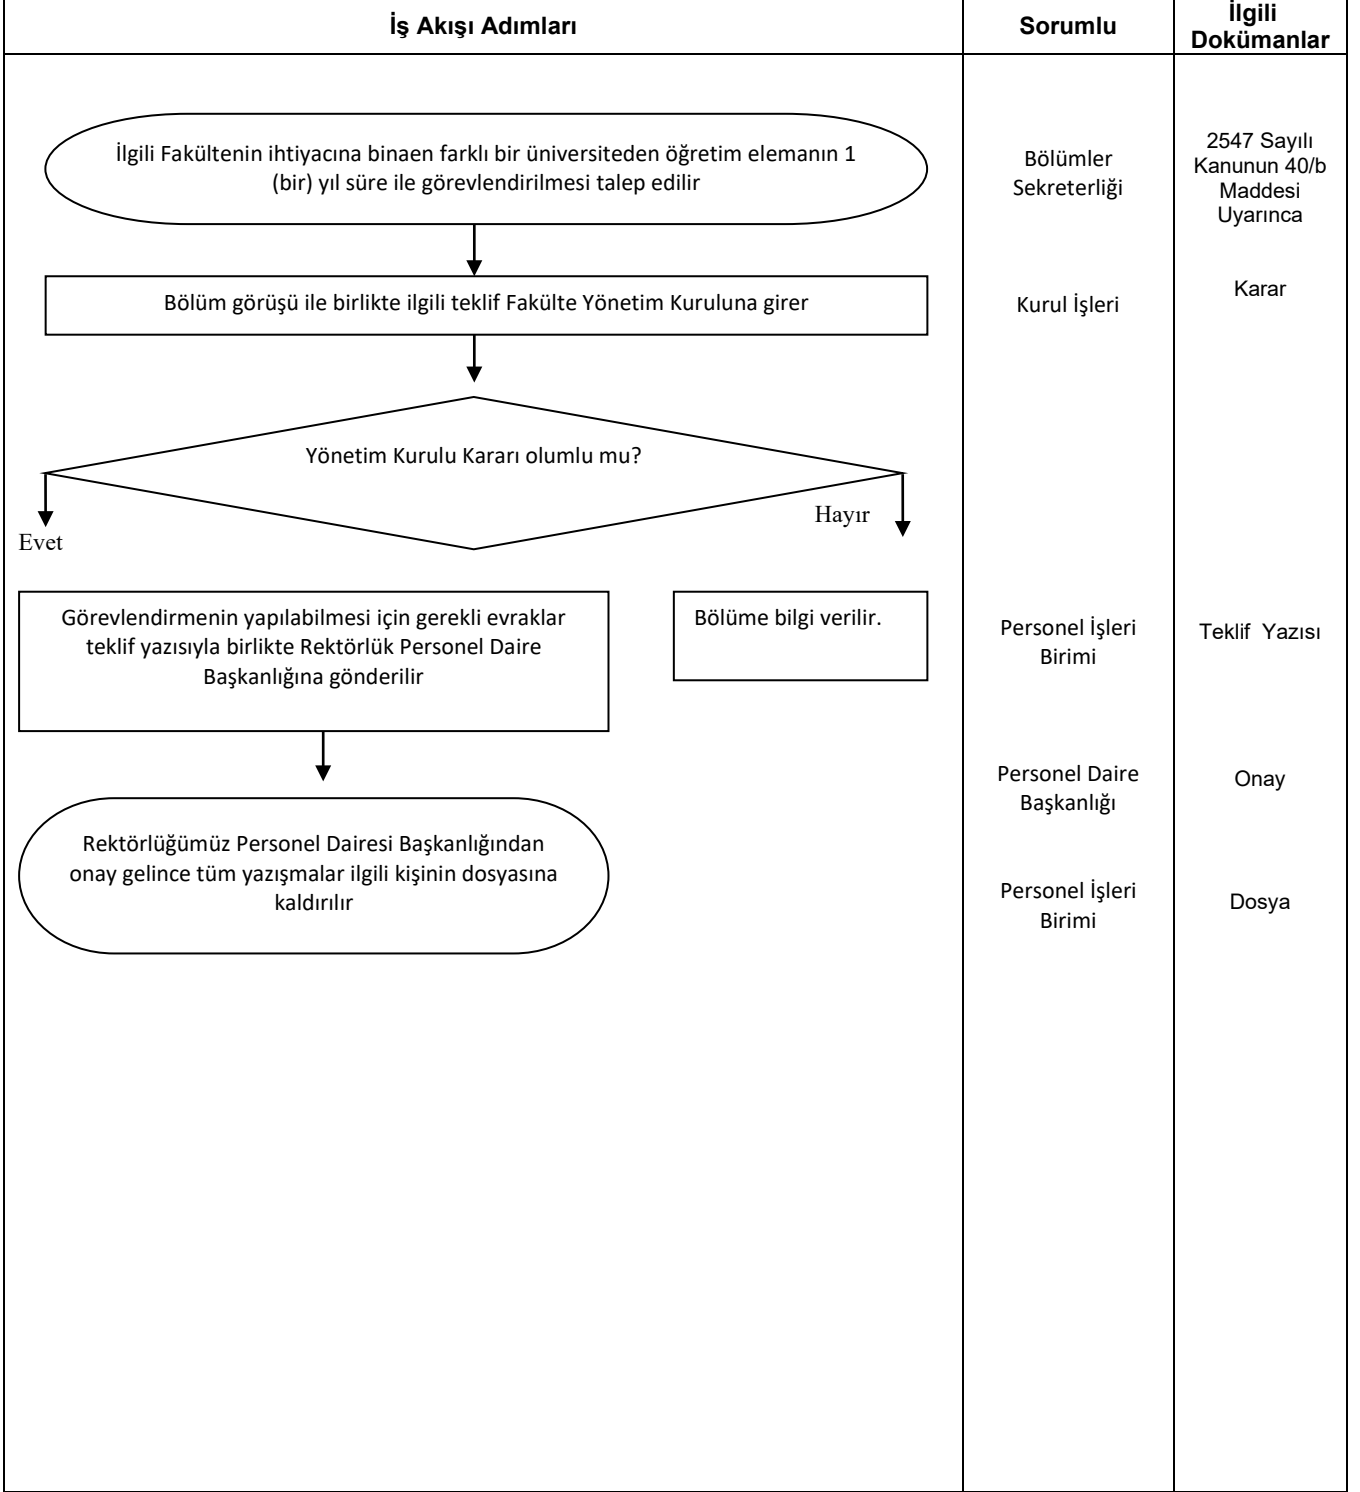 İş Akışı Adımları
Sorumlu
İlgili
Dokümanlar
İlgili Fakültenin ihtiyacına binaen farklı bir üniversiteden öğretim elemanın 1
(bir) yıl süre ile görevlendirilmesi talep edilir
Bölümler
Sekreterliği
2547 Sayılı
Kanunun 40/b
Maddesi
Uyarınca
Bölüm görüşü ile birlikte ilgili teklif Fakülte Yönetim Kuruluna girer
Kurul İşleri
Karar
Yönetim Kurulu Kararı olumlu mu?
Evet
Hayır
Görevlendirmenin yapılabilmesi için gerekli evraklar
teklif yazısıyla birlikte Rektörlük Personel Daire
Başkanlığına gönderilir
Bölüme bilgi verilir.
Personel İşleri
Birimi
Teklif Yazısı
Personel Daire
Başkanlığı
Onay
Rektörlüğümüz Personel Dairesi Başkanlığından
onay gelince tüm yazışmalar ilgili kişinin dosyasına
kaldırılır
Personel İşleri
Birimi
Dosya